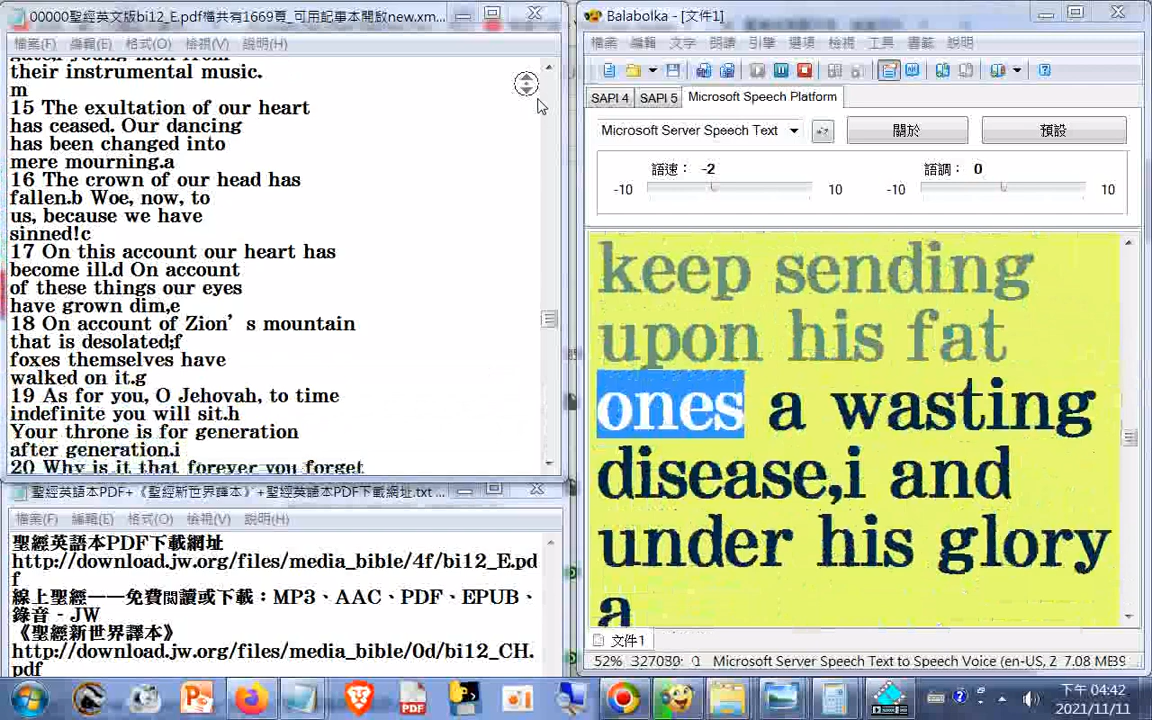 00000聖經英文版bi12_E.pdf檔共有1669頁_可用記事本開啟new.xm...
檔案(F) 編輯(E) 格式(O) 檢視(V) 說明(H)
their instrumental music.
m
15 The exultation of our heart
has ceased. Our dancing
has been changed into
mere mourning.a
16 The crown of our head has
fallen.b Woe, now, to
us, because we have
sinned!c
17 On this account our heart has
become ill.d On account
of these things our eyes
have grown dim,e
18 On account of Zion’s mountain
that is desolated;f
foxes themselves have
walked on it.g
19 As for you, O Jehovah, to time
indefinite you will sit.h
Your throne is for generation
after generation.i
20 Why is it that forever you forget
聖經英語本PDF+《聖經新世界譯本》+聖經英語本PDF下載網址.txt ...
檔案(F) 編輯(E) 格式(O) 檢視(V) 說明(H)
聖經英語本PDF下載網址
http://download.jw.org/files/media_bible/4f/bi12_E.pd
f
線上聖經──免費閱讀或下載：MP3、AAC、PDF、EPUB、
錄音 - JW
《聖經新世界譯本》
http://download.jw.org/files/media_bible/0d/bi12_CH.
pdf
Balabolka - [文件1]
檔案 編輯 文字 朗讀 引擎 選項 檢視 工具 書籤 說明
SAPI 4 SAPI 5 Microsoft Speech Platform
Microsoft Server Speech Text 關於 預設
語速： -2 語調： 0
-10 10 -10 10
keep sending
upon his fat
ones a wasting
disease,i and
under his glory
a
文件1
52% Microsoft Server Speech Text to Speech Voice (en-US, Z 7.08 MB
下午 04:42
2021/11/11